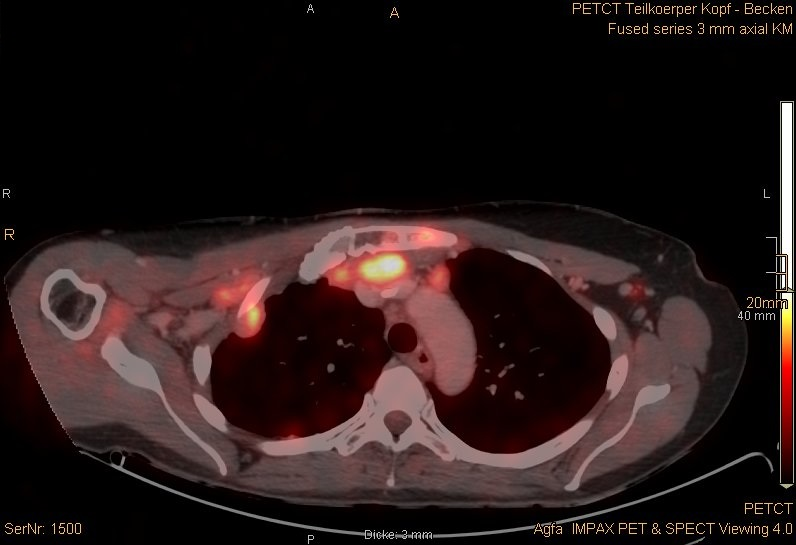 A
A
PETCT Teilkoerper Kopf - Becken
Fused series 3 mm axial KM
R
L
R
20mm
40 mm
PETCT
SerNr: 1500
Dicke: 3 mm
Agfa IMPAX PET & SPECT Viewing 4.0
P